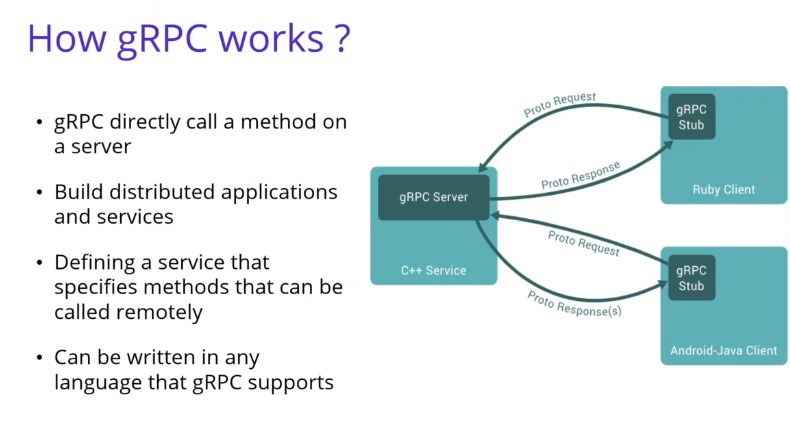 How gRPC works ?
• gRPC directly call a method on
a server
• Build distributed applications
and services
• Defining a service that
specifies methods that can be
called remotely
• Can be written in any
language that gRPC supports
gRPC Server
C++ Service
Proto Request
Proto Response
Proto Request
Proto Response(s)
gRPC
Stub
Ruby Client
gRPC
Stub
Android-Java Client